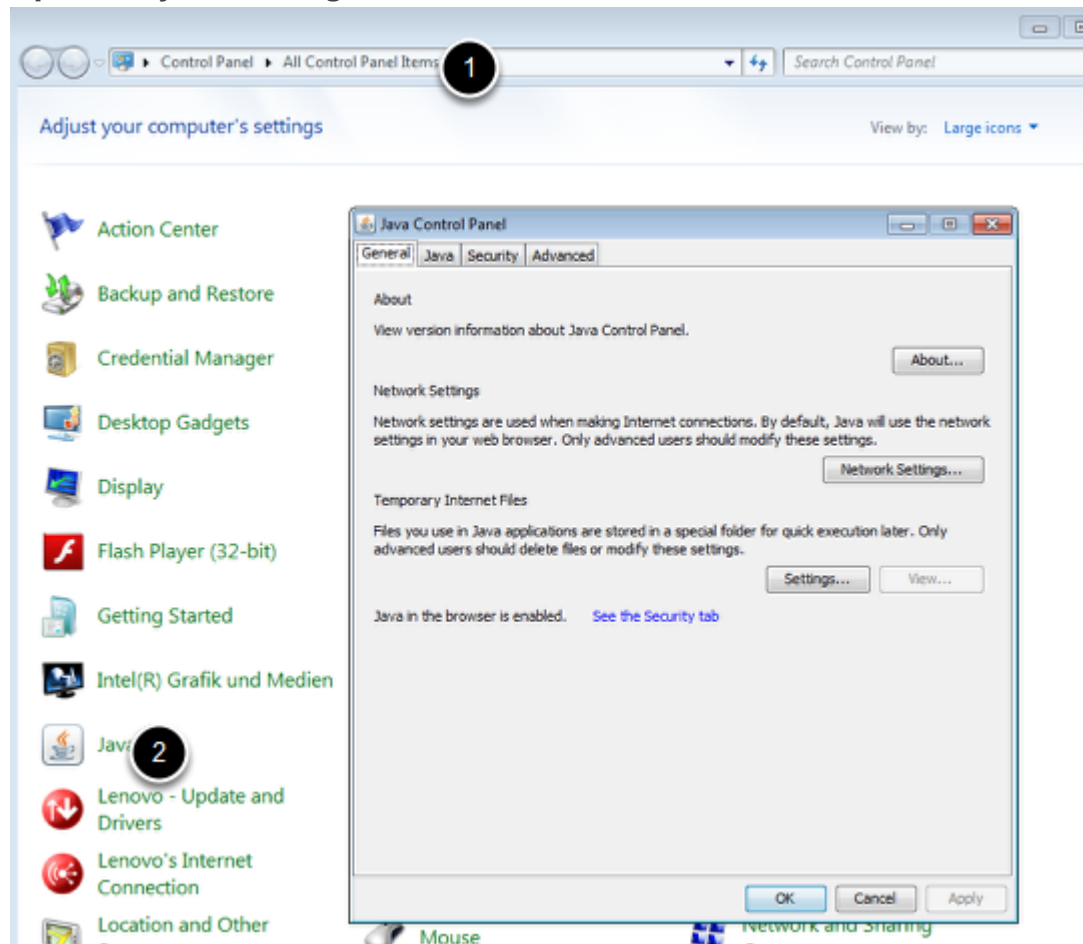 Control Panel ▸ All Control Panel Items
1
Search Control Panel
Adjust your computer's settings
View by: Large icons
Action Center
Backup and Restore
Credential Manager
Desktop Gadgets
Display
Flash Player (32-bit)
Getting Started
Intel(R) Grafik und Medien
Java
2
Lenovo - Update and
Drivers
Lenovo's Internet
Connection
Location and Other
Java Control Panel
General Java Security Advanced
About
View version information about Java Control Panel.
About...
Network Settings
Network settings are used when making Internet connections. By default, Java will use the network
settings in your web browser. Only advanced users should modify these settings.
Network Settings...
Temporary Internet Files
Files you use in Java applications are stored in a special folder for quick execution later. Only
advanced users should delete files or modify these settings.
Settings... View...
Java in the browser is enabled. See the Security tab
OK Cancel Apply
Mouse
Network and Sharing